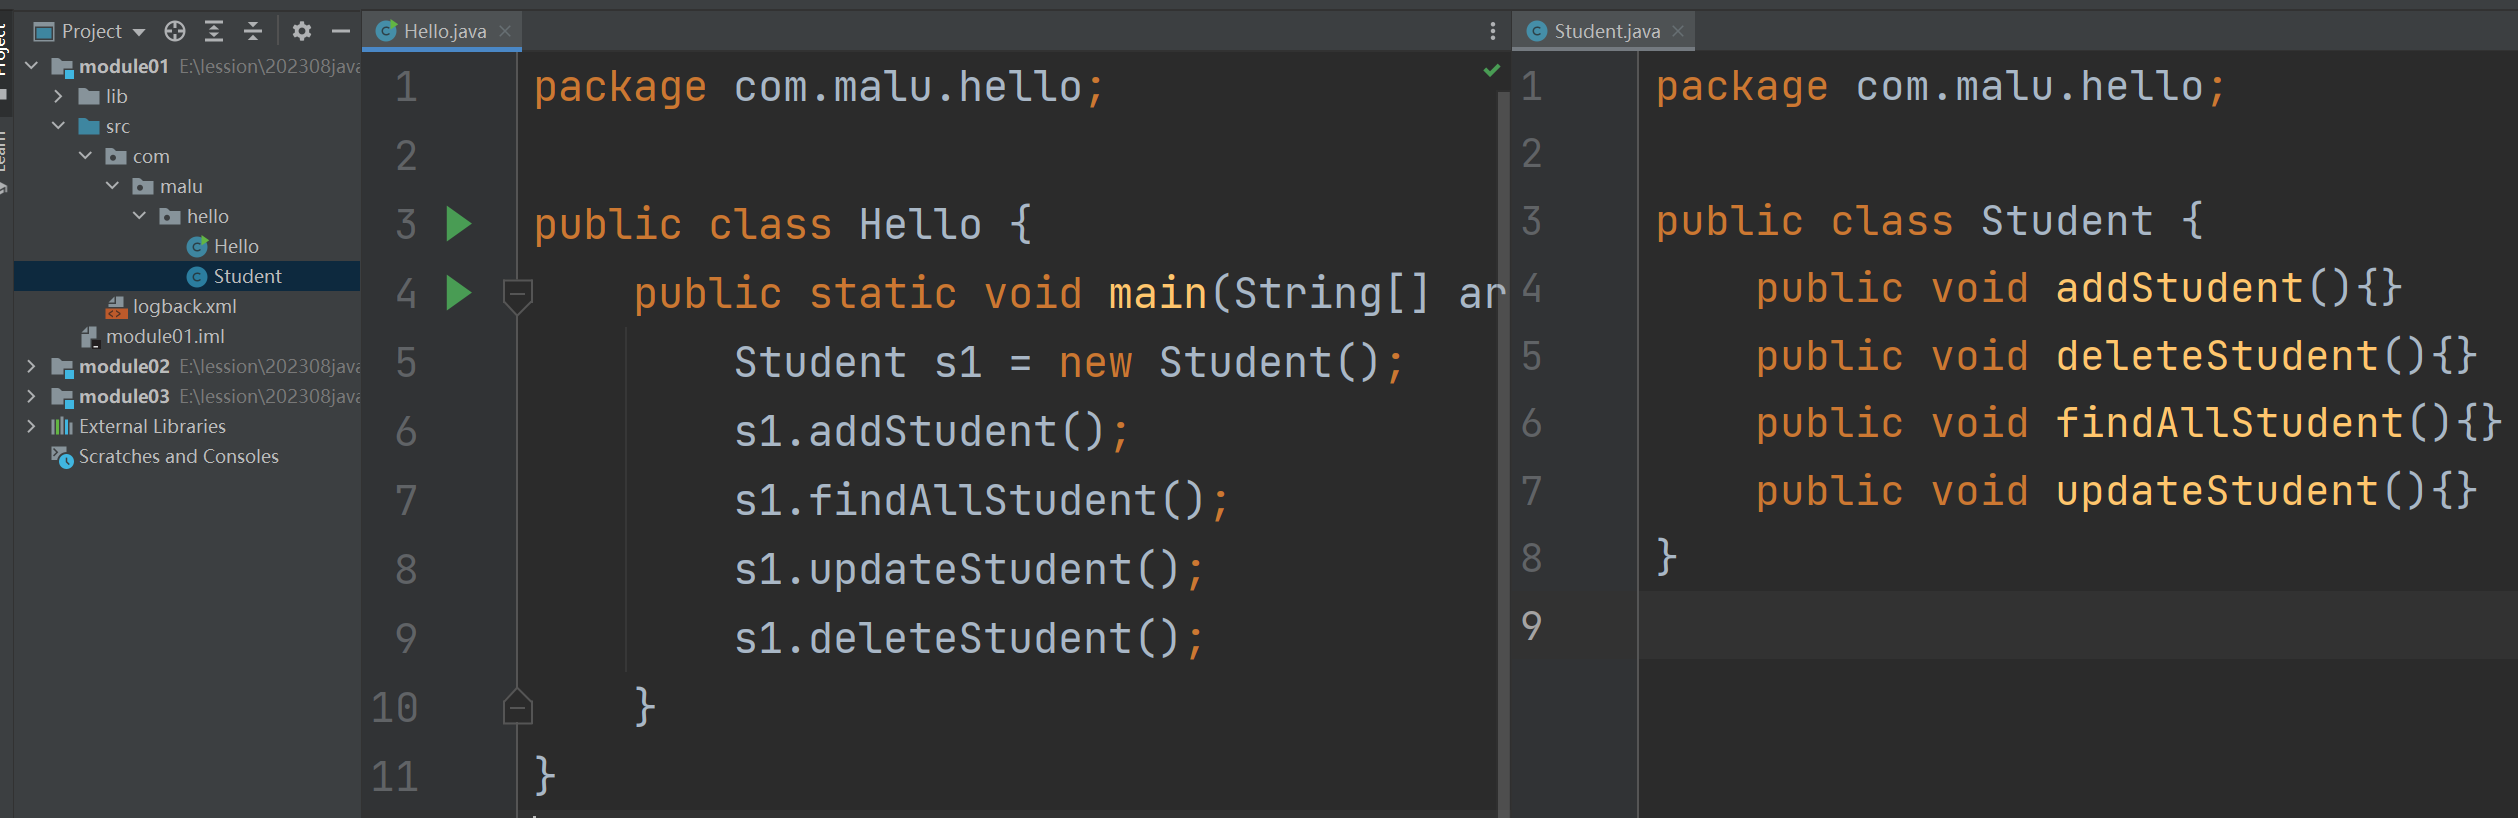 Project
Project
module01 E:\lession\202308java
lib
src
com
malu
hello
Hello
Student
logback.xml
module01.iml
module02 E:\lession\202308java
module03 E:\lession\202308java
External Libraries
Scratches and Consoles
Learn
Hello.java
1 package com.malu.hello;
2
3 public class Hello {
4 public static void main(String[] ar
5 Student s1 = new Student();
6 s1.addStudent();
7 s1.findAllStudent();
8 s1.updateStudent();
9 s1.deleteStudent();
10 }
11 }
Student.java
1 package com.malu.hello;
2
3 public class Student {
4 public void addStudent(){}
5 public void deleteStudent(){}
6 public void findAllStudent(){}
7 public void updateStudent(){}
8 }
9